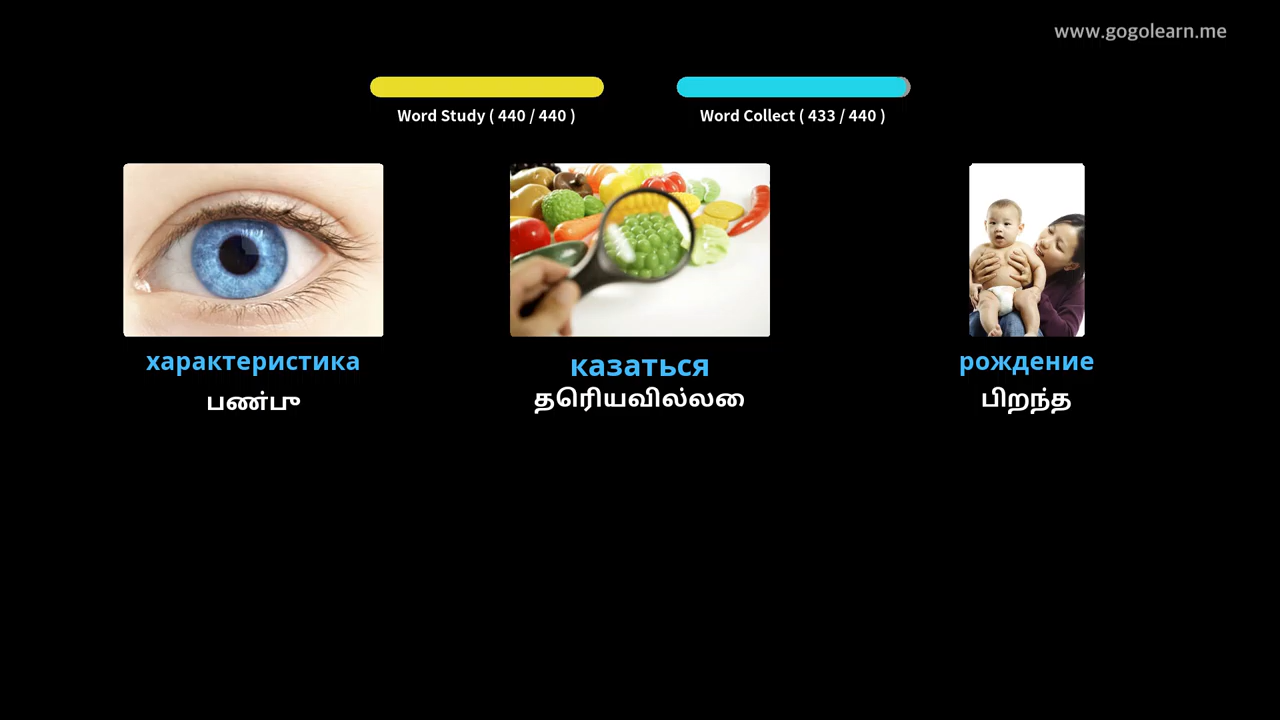 www.gogolearn.me
Word Study ( 440 / 440 )
Word Collect ( 433 / 440 )
характеристика
பண்பு
казаться
தெரியவில்லை
рождение
பிறந்த